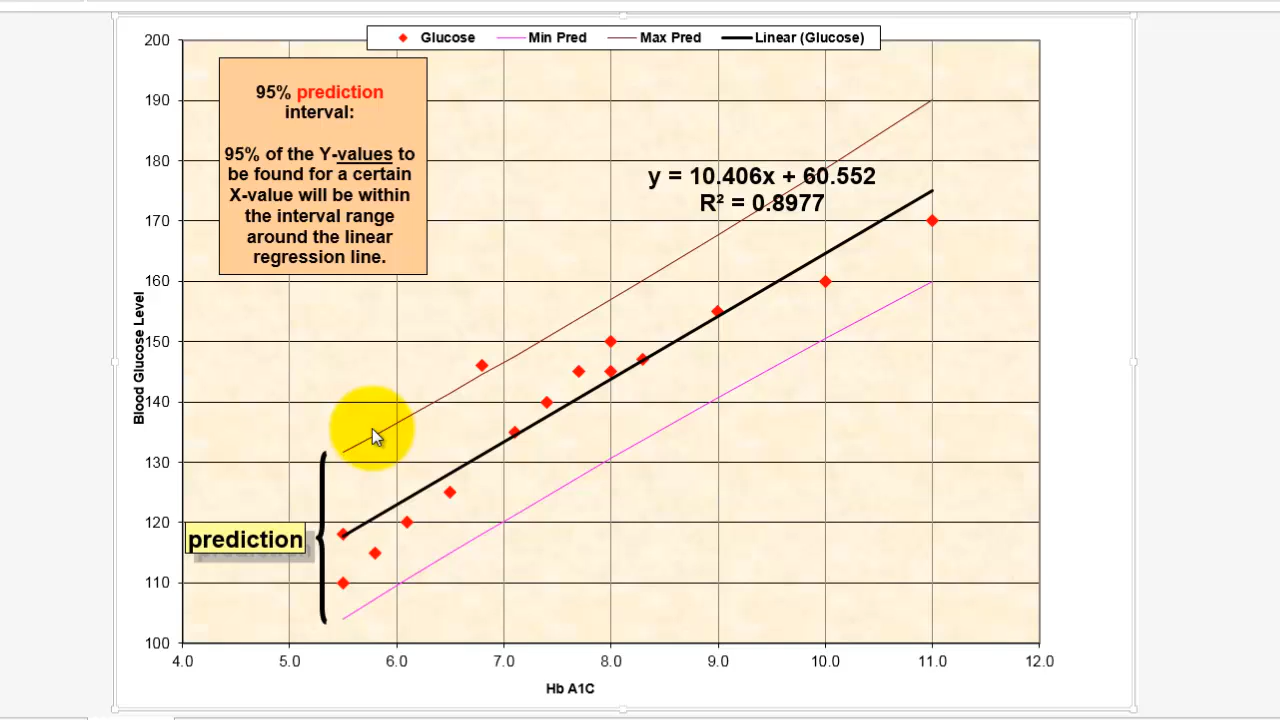 Glucose Min Pred Max Pred Linear (Glucose)
200
190
180
170
160
150
140
130
120
110
100
Blood Glucose Level
95% prediction
interval:
95% of the Y-values to
be found for a certain
X-value will be within
the interval range
around the linear
regression line.
y = 10.406x + 60.552
R² = 0.8977
prediction
4.0 5.0 6.0 7.0 8.0 9.0 10.0 11.0 12.0
Hb A1C